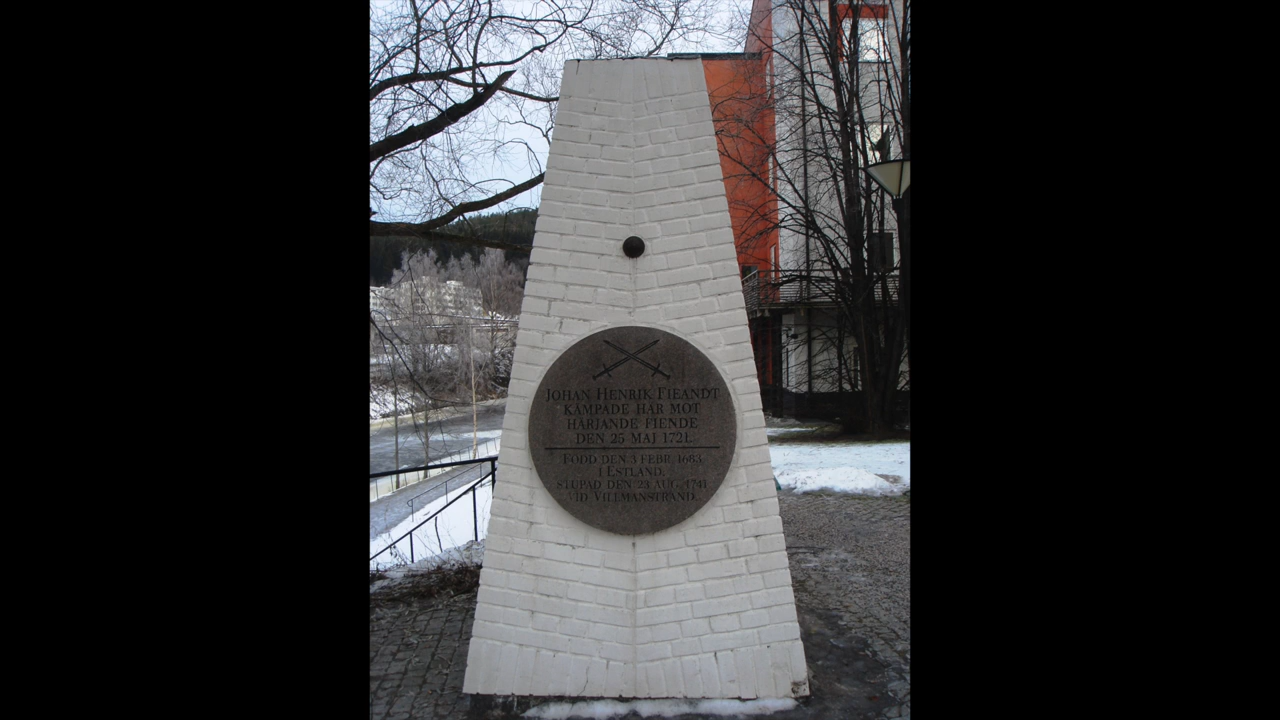 JOHAN HENRIK FIEANDT
KÄMPADE HÄR MOT
HÄRJANDE FIENDE
DEN 25 MAJ 1721.
FÖDD DEN 3 FEBR. 1683
I ESTLAND.
STUPAD DEN 23 AUG. 1741
VID VILLMANSTRAND.